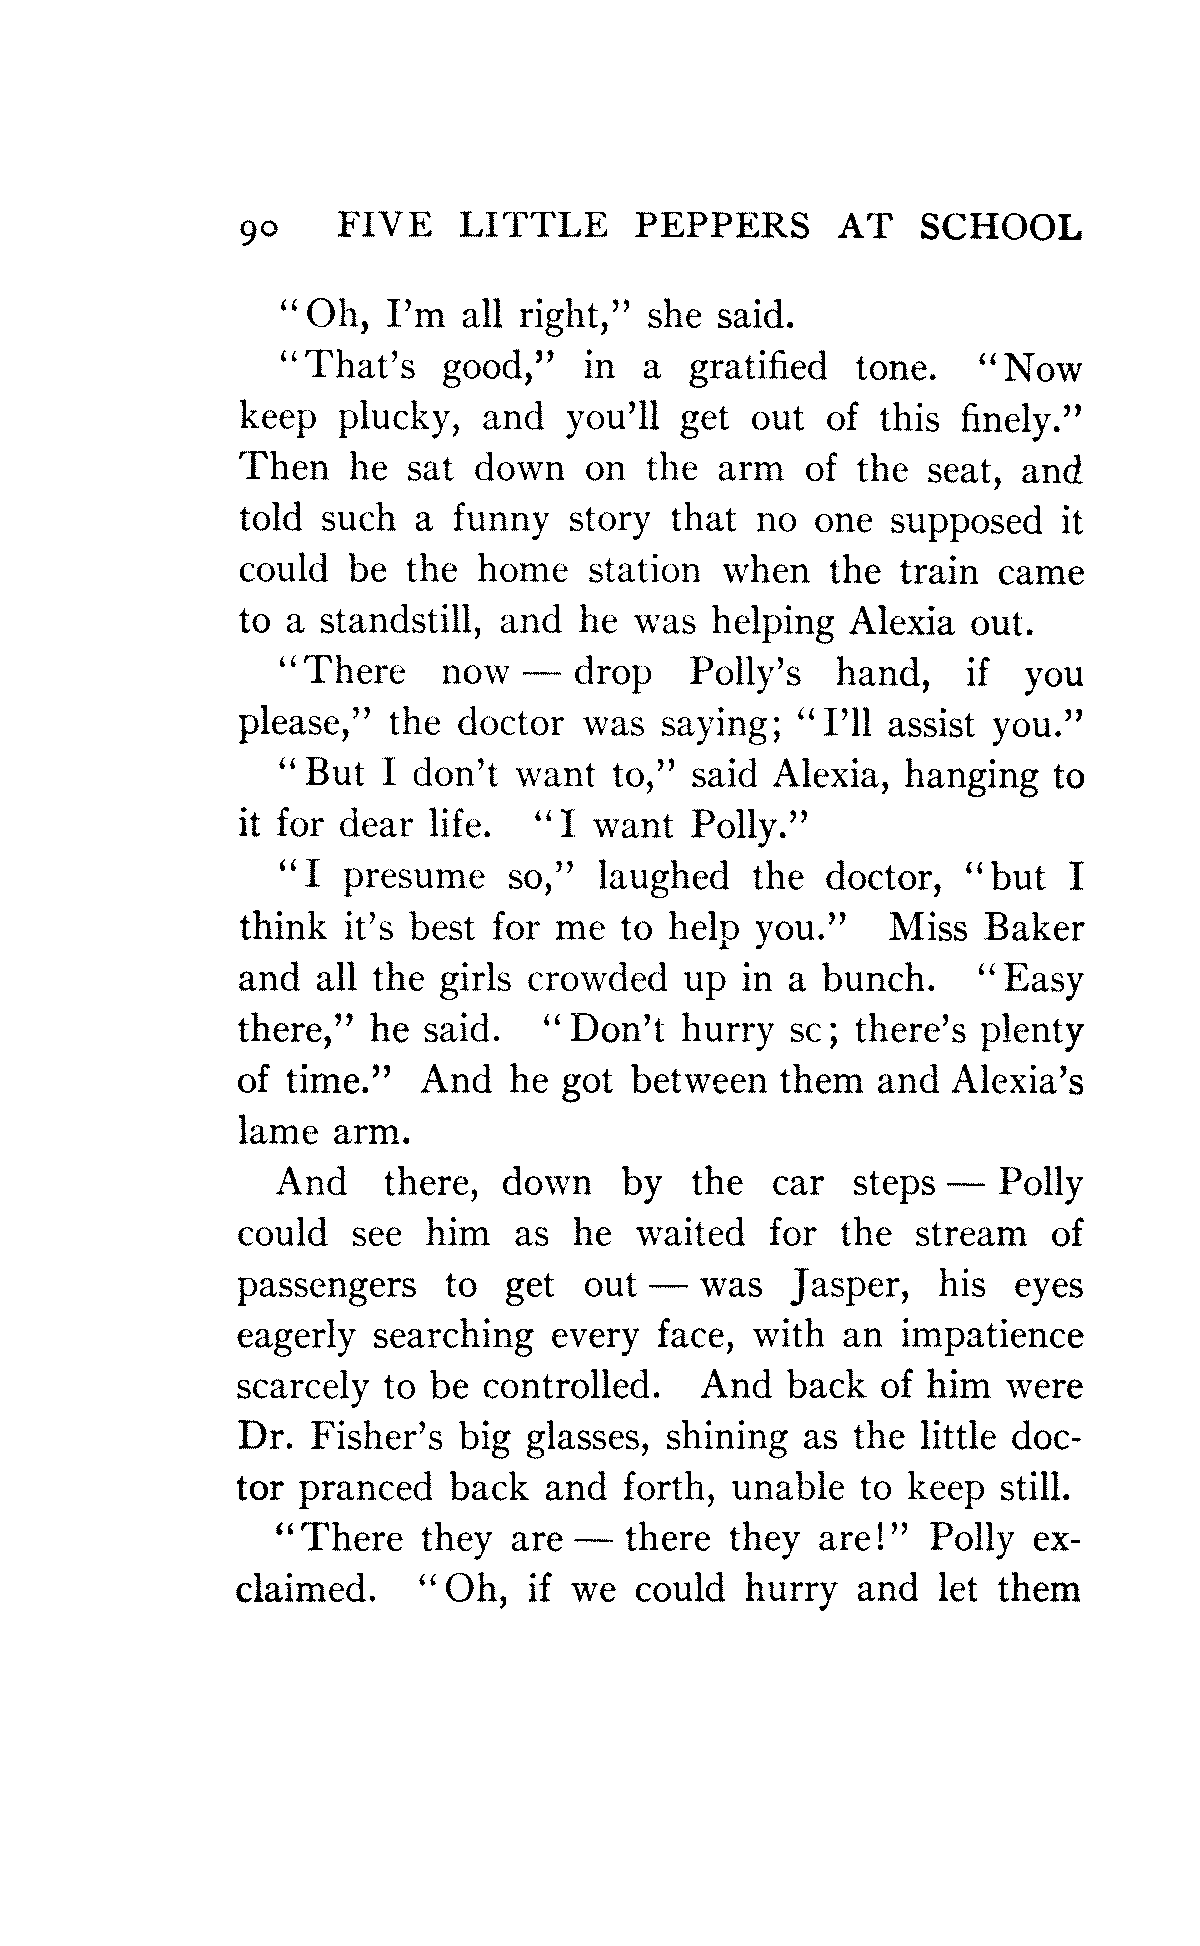 90 FIVE LITTLE PEPPERS AT SCHOOL
"Oh, I'm all right," she said.
"That's good," in a gratified tone. "Now
keep plucky, and you'll get out of this finely."
Then he sat down on the arm of the seat, and
told such a funny story that no one supposed it
could be the home station when the train came
to a standstill, and he was helping Alexia out.
"There now — drop Polly's hand, if you
please," the doctor was saying; "I'll assist you."
"But I don't want to," said Alexia, hanging to
it for dear life. "I want Polly."
"I presume so," laughed the doctor, "but I
think it's best for me to help you." Miss Baker
and all the girls crowded up in a bunch. "Easy
there," he said. "Don't hurry sc; there's plenty
of time." And he got between them and Alexia's
lame arm.
And there, down by the car steps — Polly
could see him as he waited for the stream of
passengers to get out — was Jasper, his eyes
eagerly searching every face, with an impatience
scarcely to be controlled. And back of him were
Dr. Fisher's big glasses, shining as the little doc-
tor pranced back and forth, unable to keep still.
"There they are — there they are!" Polly ex-
claimed. "Oh, if we could hurry and let them